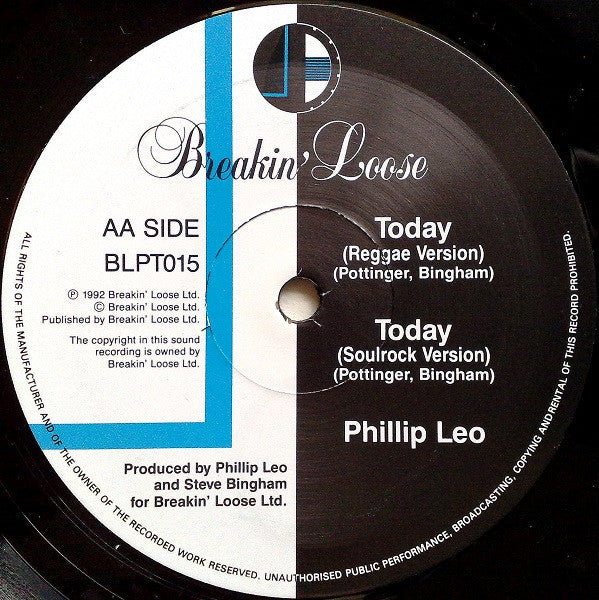 Breakin' Loose
AA SIDE
BLPT015
℗ 1992 Breakin' Loose Ltd.
© Breakin' Loose Ltd.
Published by Breakin' Loose Ltd.
The copyright in this sound
recording is owned by
Breakin' Loose Ltd.
Today
(Reggae Version)
(Pottinger, Bingham)
Today
(Soulrock Version)
(Pottinger, Bingham)
Phillip Leo
Produced by Phillip Leo
and Steve Bingham
for Breakin' Loose Ltd.
ALL RIGHTS OF THE MANUFACTURER AND OF THE OWNER OF THE RECORDED WORK RESERVED. UNAUTHORISED PUBLIC PERFORMANCE, BROADCASTING, COPYING ANDRENTAL OF THIS RECORD PROHIBITED.